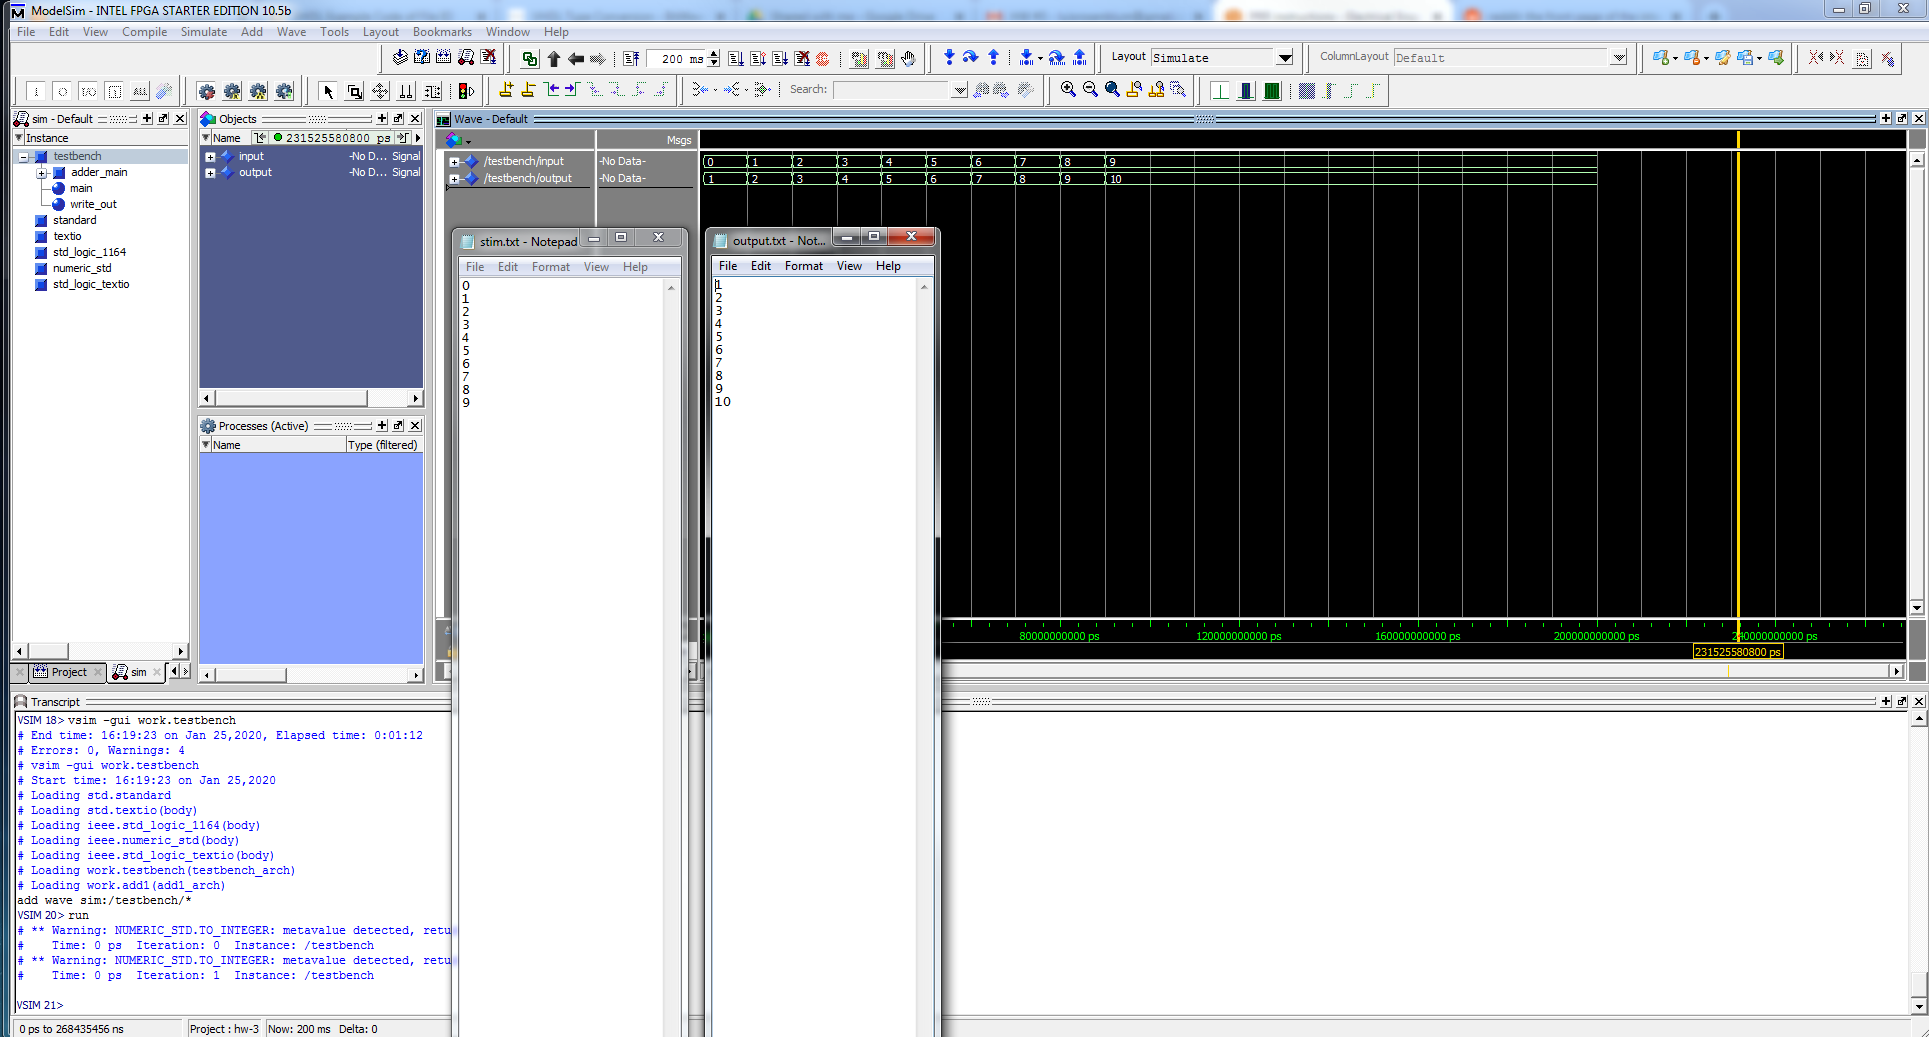 ModelSim - INTEL FPGA STARTER EDITION 10.5b
File Edit View Compile Simulate Add Wave Tools Layout Bookmarks Window Help
200 ms
Layout Simulate
ColumnLayout Default
ALL
Search:
sim - Default
Instance
testbench
adder_main
main
write_out
standard
textio
std_logic_1164
numeric_std
std_logic_textio
Project
sim
Objects
Name 231525580800 ps
input -No D... Signal
output -No D... Signal
Processes (Active)
Name Type (filtered)
Wave - Default
Msgs
/testbench/input -No Data- 0 1 2 3 4 5 6 7 8 9
/testbench/output -No Data- 1 2 3 4 5 6 7 8 9 10
80000000000 ps 120000000000 ps 160000000000 ps 200000000000 ps 240000000000 ps
231525580800 ps
stim.txt - Notepad
File Edit Format View Help
0
1
2
3
4
5
6
7
8
9
output.txt - Not...
File Edit Format View Help
1
2
3
4
5
6
7
8
9
10
Transcript
VSIM 18> vsim -gui work.testbench
# End time: 16:19:23 on Jan 25,2020, Elapsed time: 0:01:12
# Errors: 0, Warnings: 4
# vsim -gui work.testbench
# Start time: 16:19:23 on Jan 25,2020
# Loading std.standard
# Loading std.textio(body)
# Loading ieee.std_logic_1164(body)
# Loading ieee.numeric_std(body)
# Loading ieee.std_logic_textio(body)
# Loading work.testbench(testbench_arch)
# Loading work.add1(add1_arch)
add wave sim:/testbench/*
VSIM 20> run
# ** Warning: NUMERIC_STD.TO_INTEGER: metavalue detected, retu
# Time: 0 ps Iteration: 0 Instance: /testbench
# ** Warning: NUMERIC_STD.TO_INTEGER: metavalue detected, retu
# Time: 0 ps Iteration: 1 Instance: /testbench
VSIM 21>
0 ps to 268435456 ns Project : hw-3 Now: 200 ms Delta: 0